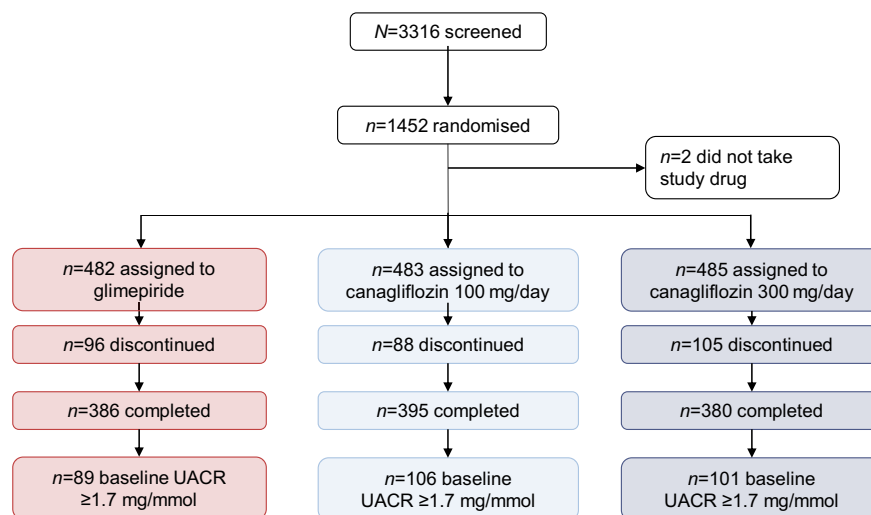 N=3316 screened
n=1452 randomised
n=2 did not take
study drug
n=482 assigned to
glimepiride
n=483 assigned to
canagliflozin 100 mg/day
n=485 assigned to
canagliflozin 300 mg/day
n=96 discontinued
n=88 discontinued
n=105 discontinued
n=386 completed
n=395 completed
n=380 completed
n=89 baseline UACR
≥1.7 mg/mmol
n=106 baseline
UACR ≥1.7 mg/mmol
n=101 baseline
UACR ≥1.7 mg/mmol